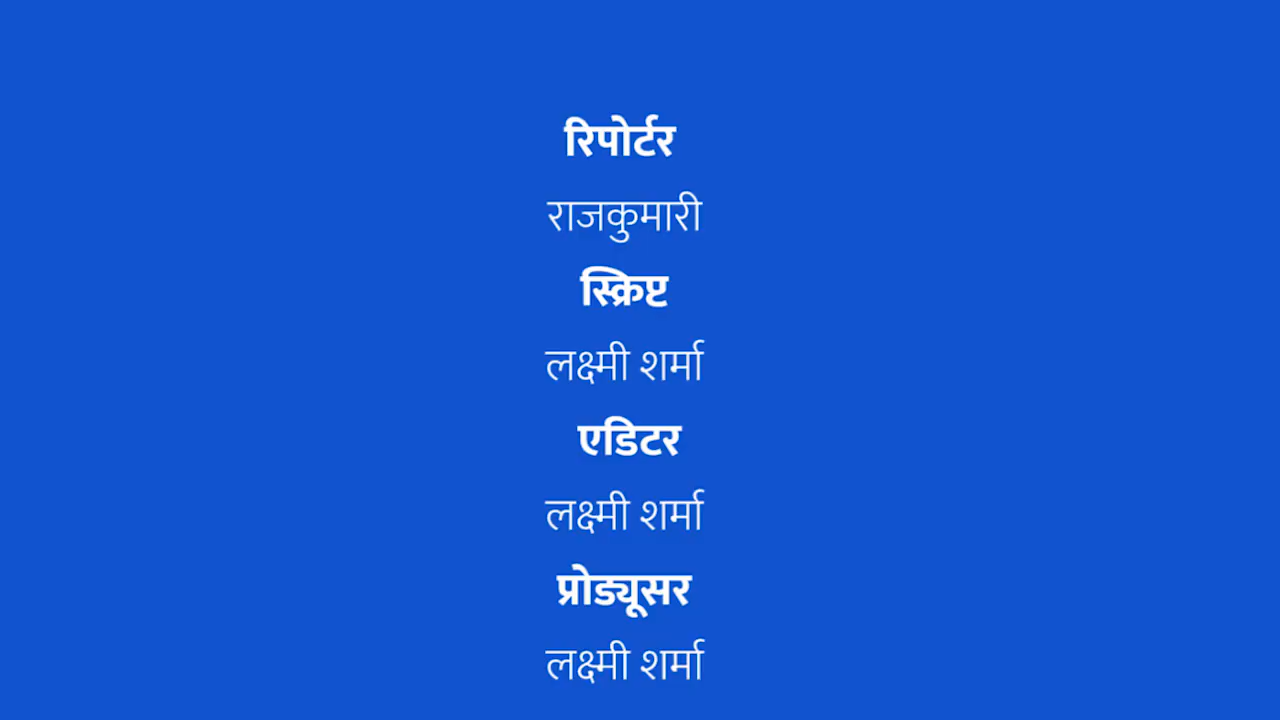 रिपोर्टर
राजकुमारी
स्क्रिप्ट
लक्ष्मी शर्मा
एडिटर
लक्ष्मी शर्मा
प्रोड्यूसर
लक्ष्मी शर्मा